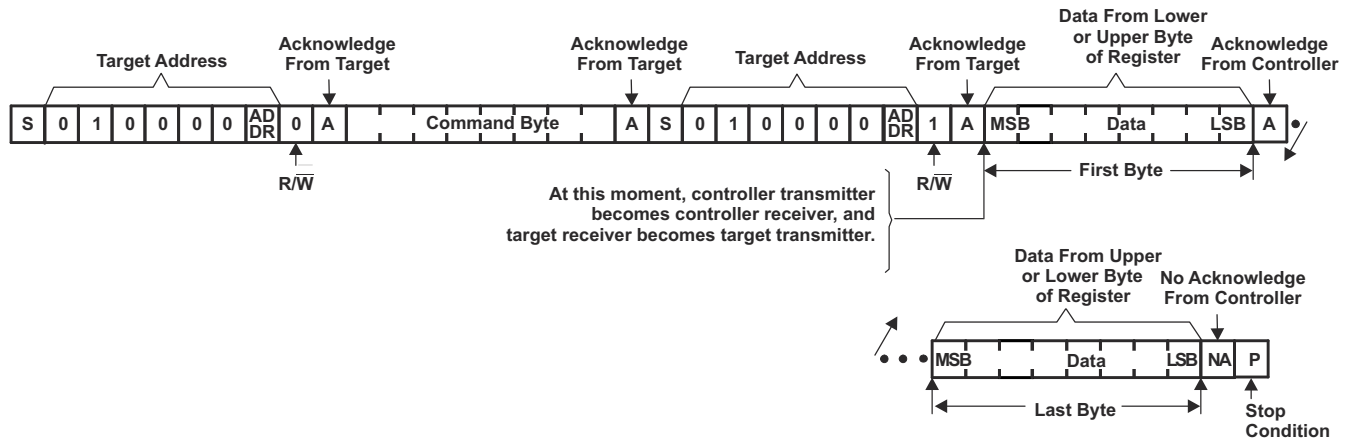 Target Address
Acknowledge
From Target
Acknowledge
From Target
Target Address
Acknowledge
From Target
Data From Lower
or Upper Byte
of Register
Acknowledge
From Controller
S 0 1 0 0 0 0 AD DR 0 A Command Byte A S 0 1 0 0 0 0 AD DR 1 A MSB Data LSB A
R/W̅
R/W̅
First Byte
At this moment, controller transmitter
becomes controller receiver, and
target receiver becomes target transmitter.
Data From Upper
or Lower Byte
of Register
No Acknowledge
From Controller
MSB Data LSB NA P
Last Byte
Stop
Condition